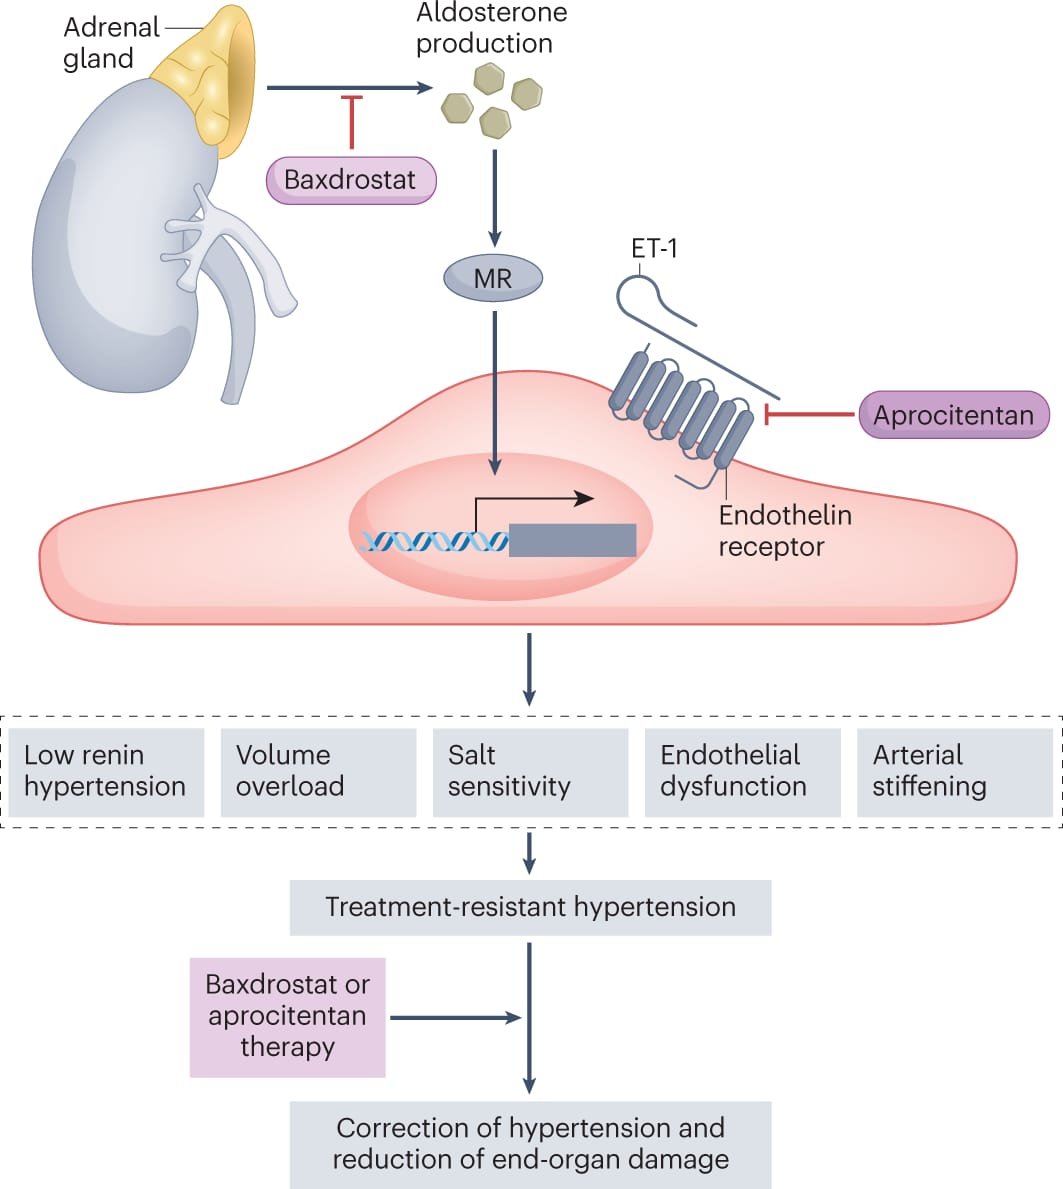 Adrenal
gland
Aldosterone
production
Baxdrostat
MR
ET-1
Aprocitentan
Endothelin
receptor
Low renin
hypertension
Volume
overload
Salt
sensitivity
Endothelial
dysfunction
Arterial
stiffening
Treatment-resistant hypertension
Baxdrostat or
aprocitentan
therapy
Correction of hypertension and
reduction of end-organ damage